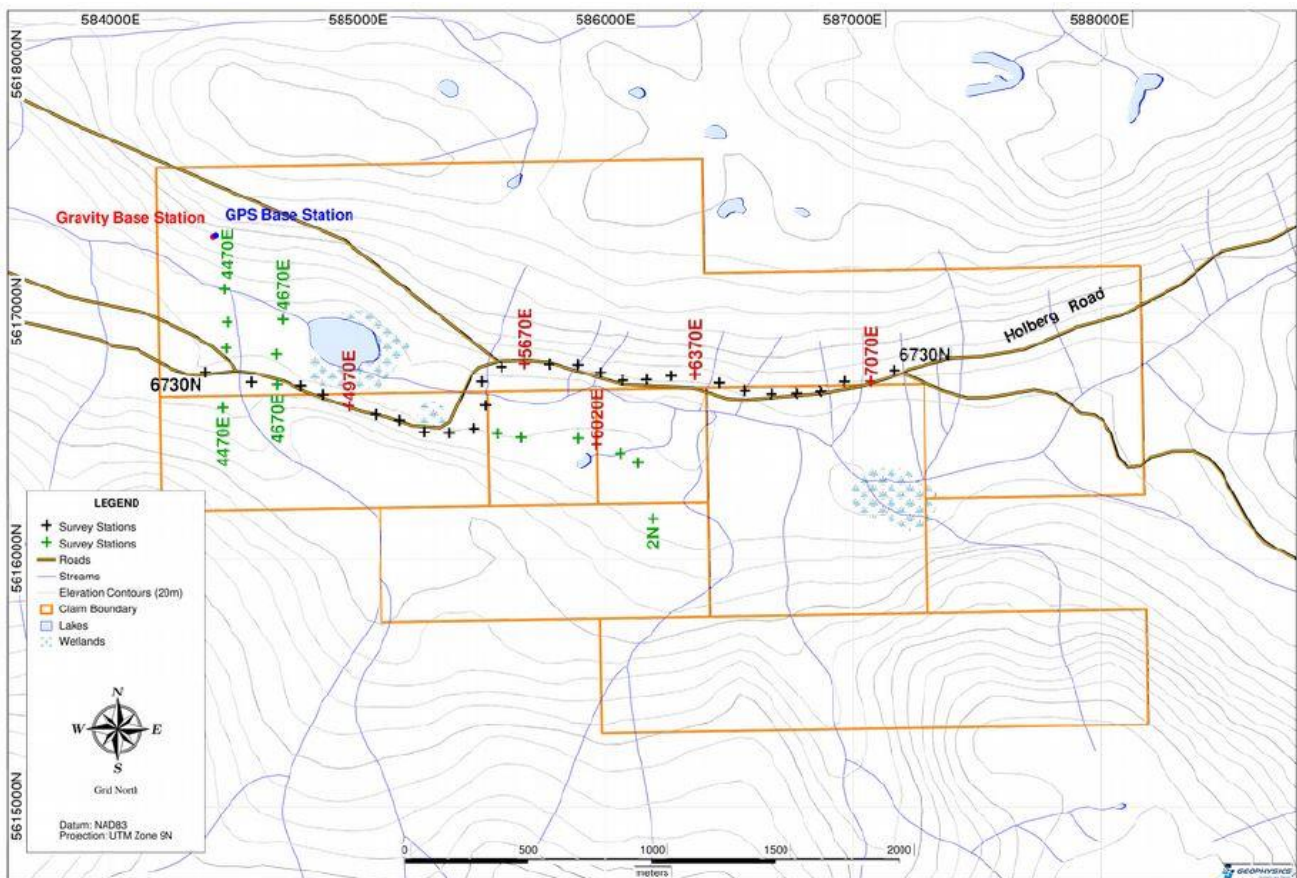 584000E 585000E 586000E 587000E 588000E
5618000N
Gravity Base Station
GPS Base Station
4470E
4670E
5617000N
Holberg Road
5670E
6370E
7070E
6730N
6730N
4970E
4470E
4670E
6020E
2N
5616000N
5615000N
LEGEND
Survey Stations
Survey Stations
Roads
Streams
Elevation Contours (20m)
Claim Boundary
Lakes
Wetlands
N
W E
S
Grid North
Datum: NAD83
Projection: UTM Zone 9N
0 500 1000 1500 2000
meters
GEOPHYSICS